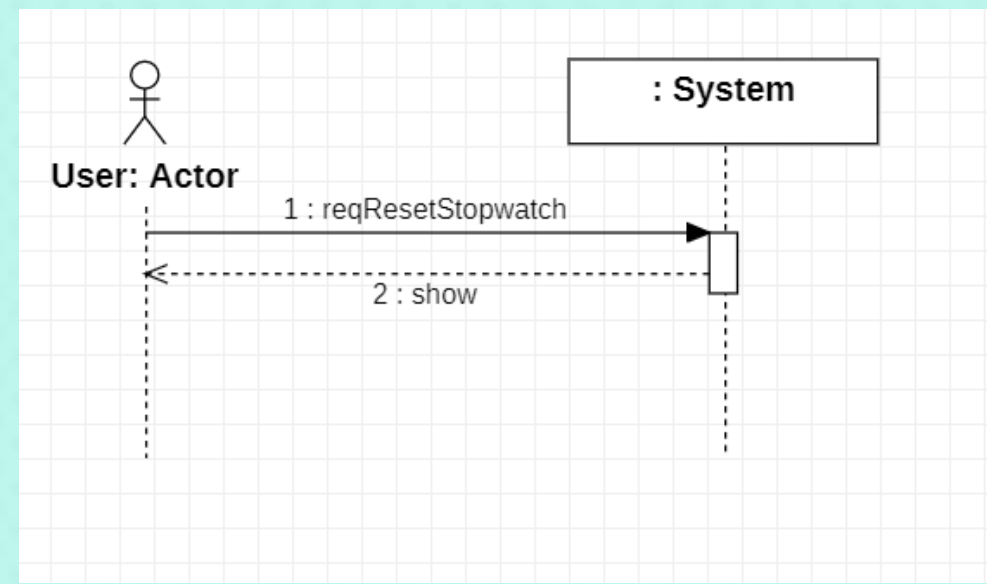 : System
User: Actor
1 : reqResetStopwatch
2 : show